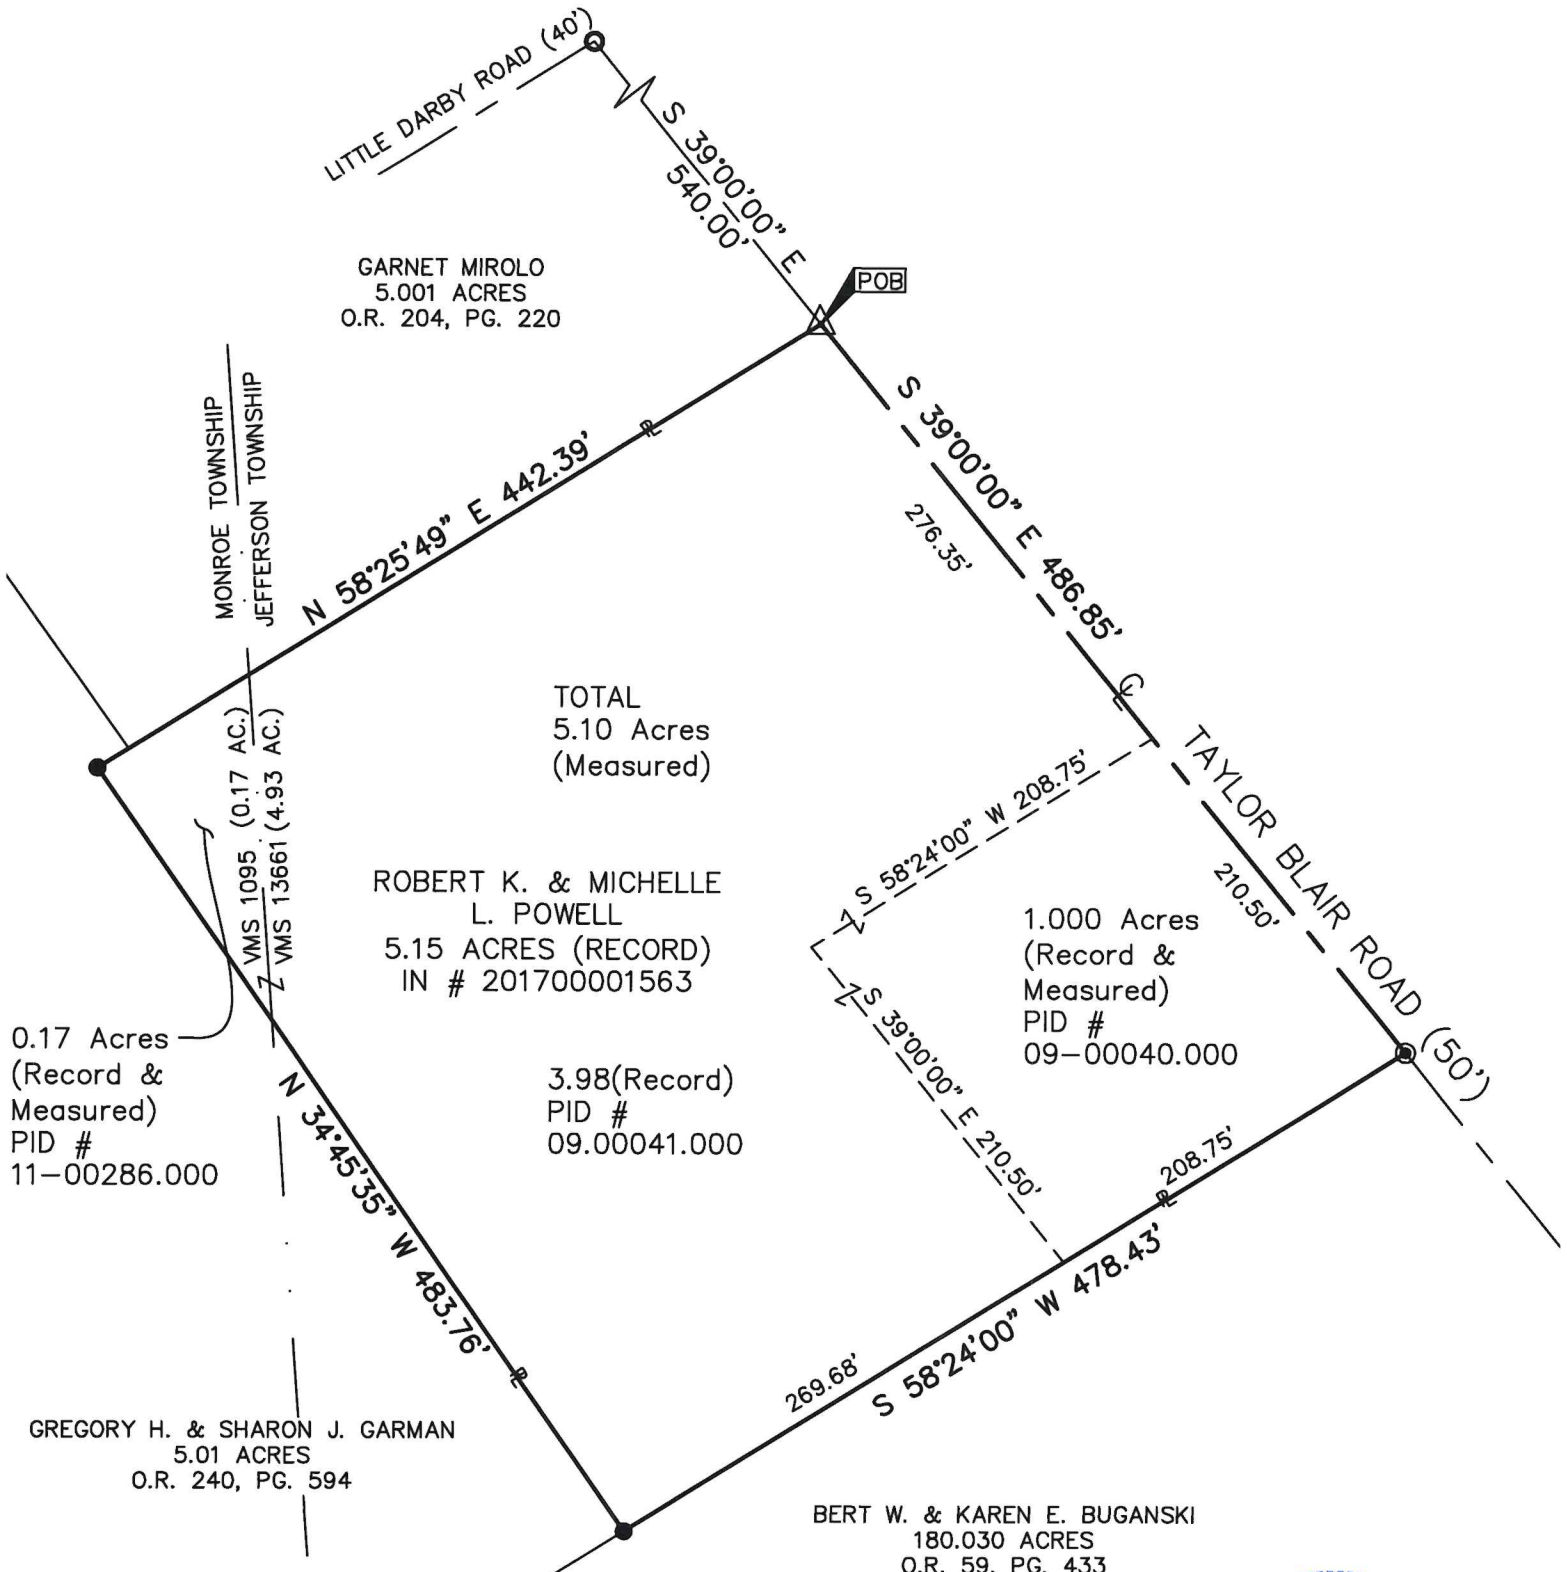 LITTLE DARBY ROAD (40')
S 39°00'00" E
540.00'
GARNET MIROLO
5.001 ACRES
O.R. 204, PG. 220
POB
MONROE TOWNSHIP
JEFFERSON TOWNSHIP
N 58°25'49" E 442.39'
S 39°00'00" E 486.85'
276.35'
TAYLOR BLAIR ROAD (50')
210.50'
TOTAL
5.10 Acres
(Measured)
VMS 1095 (0.17 AC.)
VMS 13661 (4.93 AC.)
S 58°24'00" W 208.75'
ROBERT K. & MICHELLE
L. POWELL
5.15 ACRES (RECORD)
IN # 201700001563
1.000 Acres
(Record &
Measured)
PID #
09-00040.000
S 39°00'00" E 210.50'
0.17 Acres
(Record &
Measured)
PID #
11-00286.000
3.98(Record)
PID #
09.00041.000
N 34°45'35" W 483.76'
208.75'
269.68'
S 58°24'00" W 478.43'
GREGORY H. & SHARON J. GARMAN
5.01 ACRES
O.R. 240, PG. 594
BERT W. & KAREN E. BUGANSKI
180.030 ACRES
O.R. 59, PG. 433